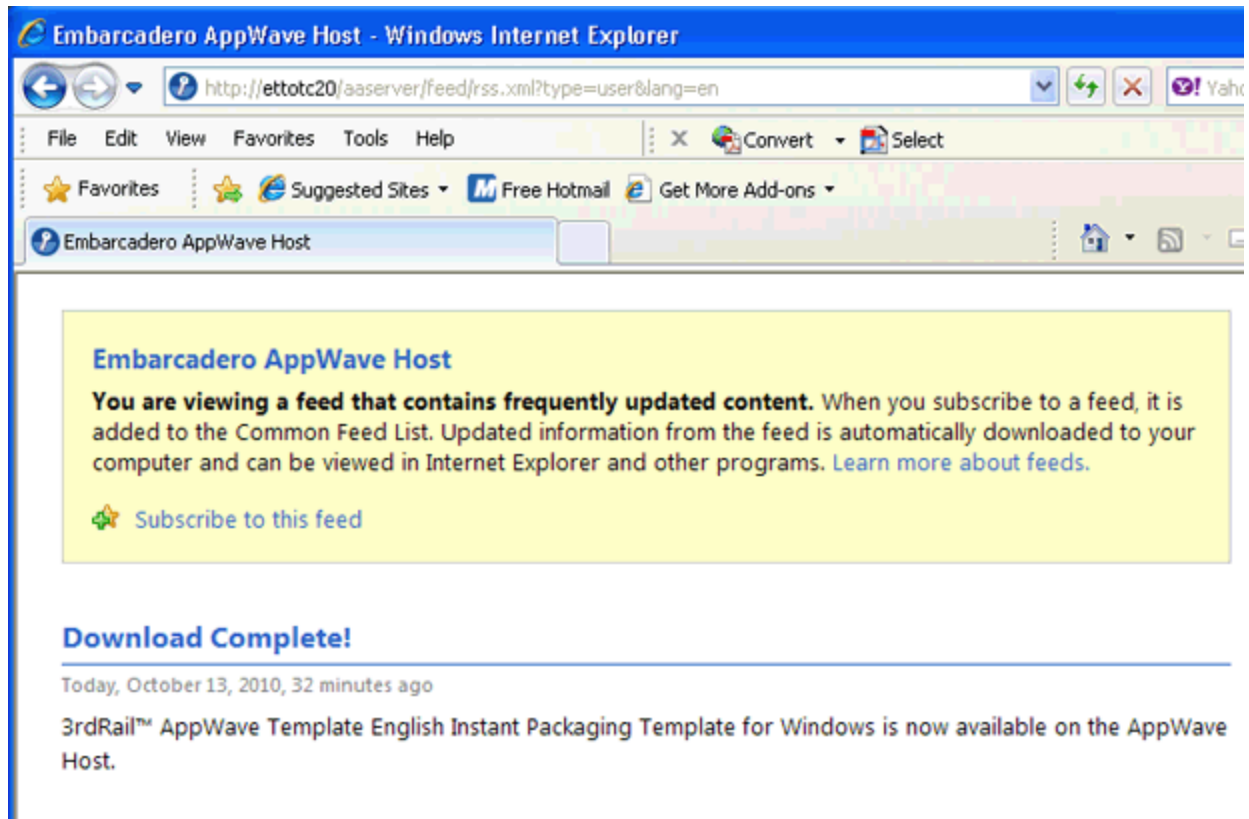 Embarcadero AppWave Host - Windows Internet Explorer
http://ettotc20/aaserver/feed/rss.xml?type=user&lang=en
Yaho
File Edit View Favorites Tools Help
Convert Select
Favorites Suggested Sites Free Hotmail Get More Add-ons
Embarcadero AppWave Host
Embarcadero AppWave Host
You are viewing a feed that contains frequently updated content. When you subscribe to a feed, it is
added to the Common Feed List. Updated information from the feed is automatically downloaded to your
computer and can be viewed in Internet Explorer and other programs. Learn more about feeds.
Subscribe to this feed
Download Complete!
Today, October 13, 2010, 32 minutes ago
3rdRail™ AppWave Template English Instant Packaging Template for Windows is now available on the AppWave
Host.